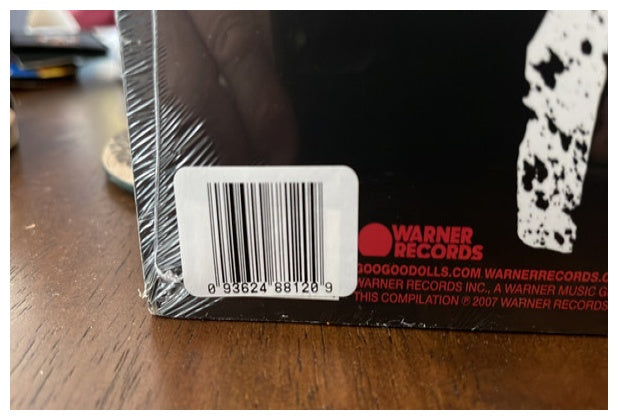 WARNER
RECORDS
0 93624 88120 9
GOOGOODOLLS.COM WARNERRECORDS.C
WARNER RECORDS INC., A WARNER MUSIC G
THIS COMPILATION ℗ 2007 WARNER RECORDS